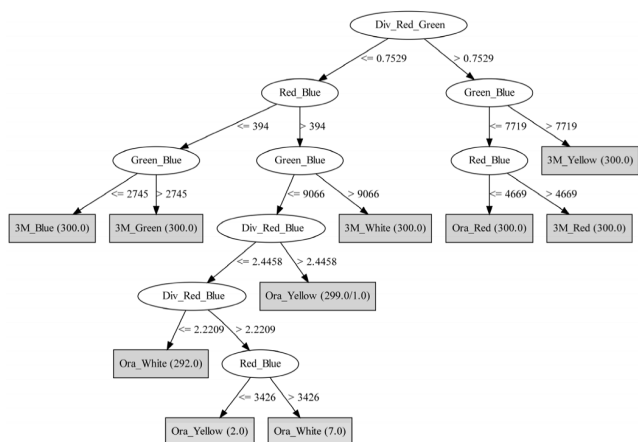 Div_Red_Green
<= 0.7529 > 0.7529
Red_Blue Green_Blue
<= 394 > 394 <= 7719 > 7719
Green_Blue Green_Blue Red_Blue 3M_Yellow (300.0)
<= 2745 > 2745 <= 9066 > 9066 <= 4669 > 4669
3M_Blue (300.0) 3M_Green (300.0) Div_Red_Blue 3M_White (300.0) Ora_Red (300.0) 3M_Red (300.0)
<= 2.4458 > 2.4458
Div_Red_Blue Ora_Yellow (299.0/1.0)
<= 2.2209 > 2.2209
Ora_White (292.0) Red_Blue
<= 3426 > 3426
Ora_Yellow (2.0) Ora_White (7.0)